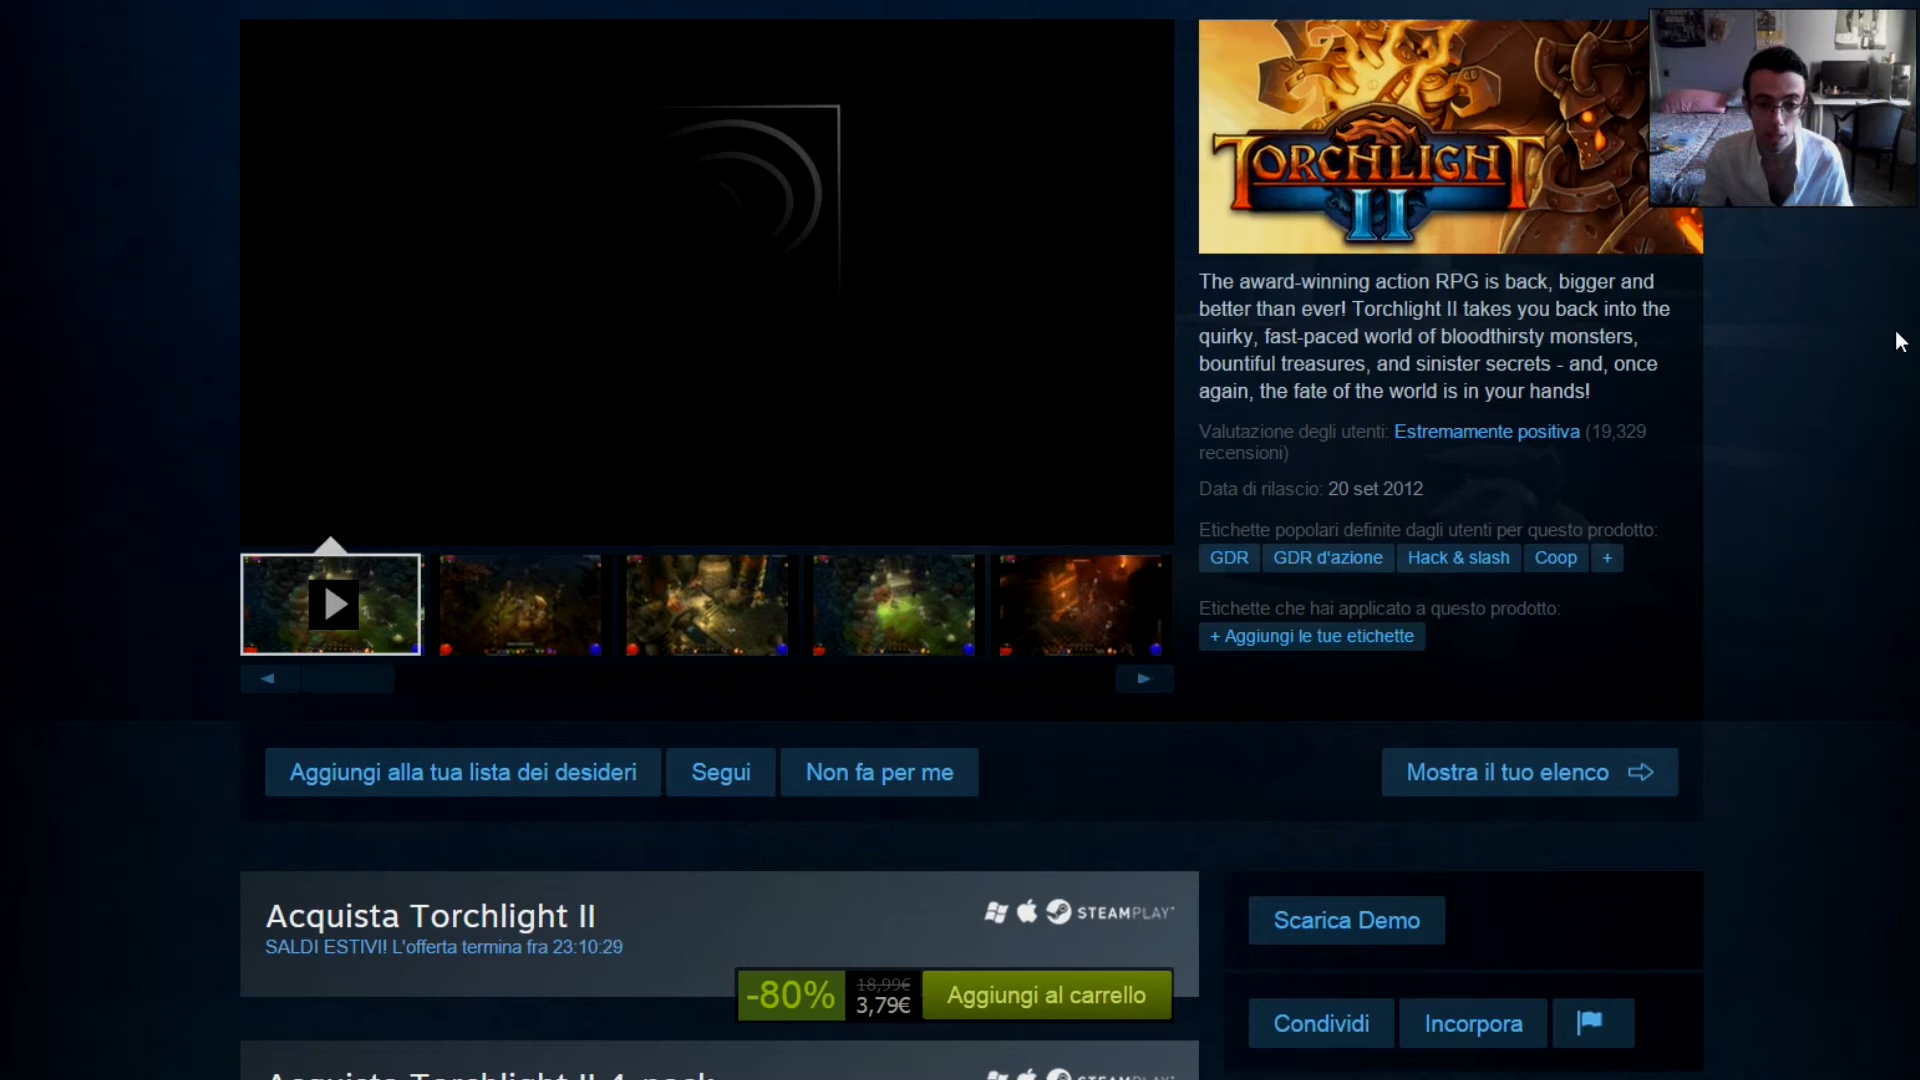 TORCHLIGHT
II
The award-winning action RPG is back, bigger and
better than ever! Torchlight II takes you back into the
quirky, fast-paced world of bloodthirsty monsters,
bountiful treasures, and sinister secrets - and, once
again, the fate of the world is in your hands!
Valutazione degli utenti: Estremamente positiva (19,329
recensioni)
Data di rilascio: 20 set 2012
Etichette popolari definite dagli utenti per questo prodotto:
GDR GDR d'azione Hack & slash Coop +
Etichette che hai applicato a questo prodotto:
+ Aggiungi le tue etichette
Aggiungi alla tua lista dei desideri Segui Non fa per me Mostra il tuo elenco
Acquista Torchlight II
STEAMPLAY
SALDI ESTIVI! L'offerta termina fra 23:10:29
-80% 18,99€ 3,79€ Aggiungi al carrello
Scarica Demo
Condividi Incorpora
Acquista Torchlight II 4-pack
STEAMPLAY